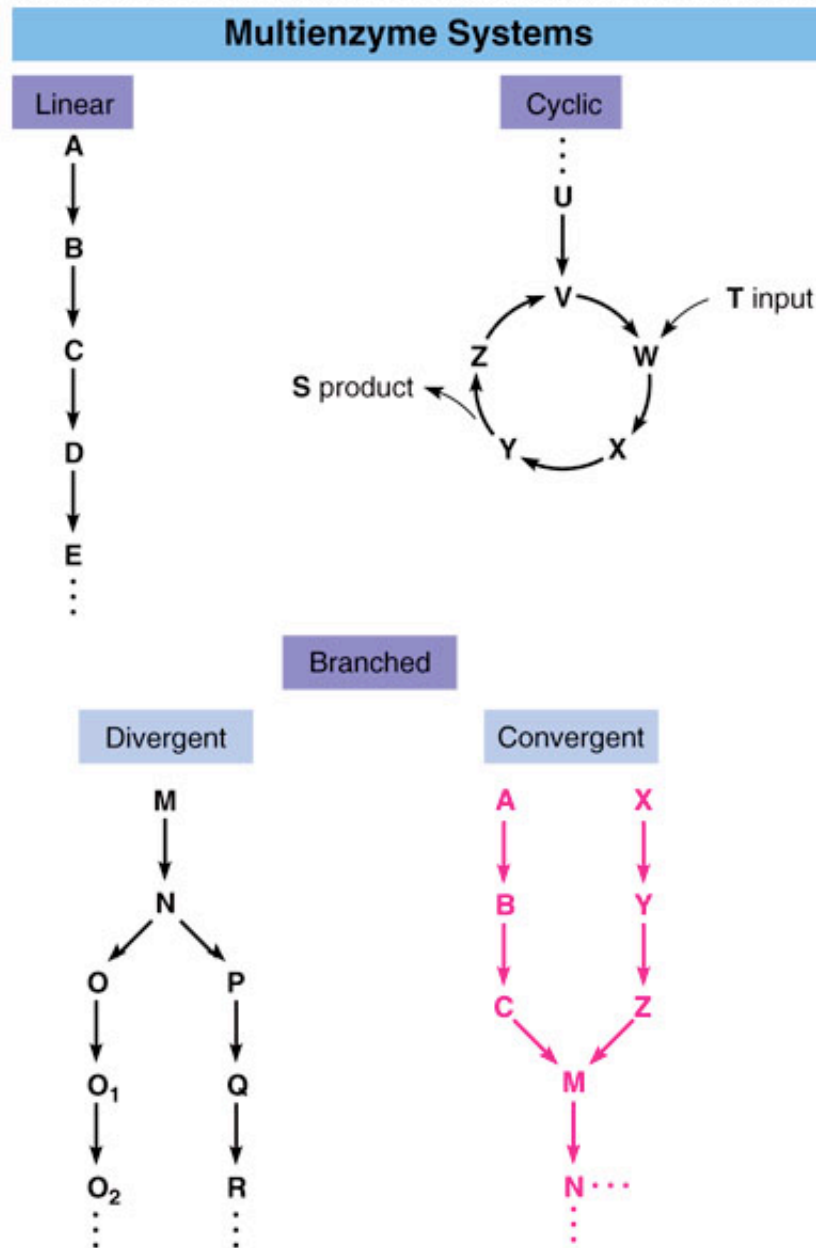 Multienzyme Systems
Linear
A
B
C
D
E
Cyclic
U
V
W
T input
X
Y
S product
Z
Branched
Divergent
M
N
O P
O₁ Q
O₂ R
Convergent
A X
B Y
C Z
M
N